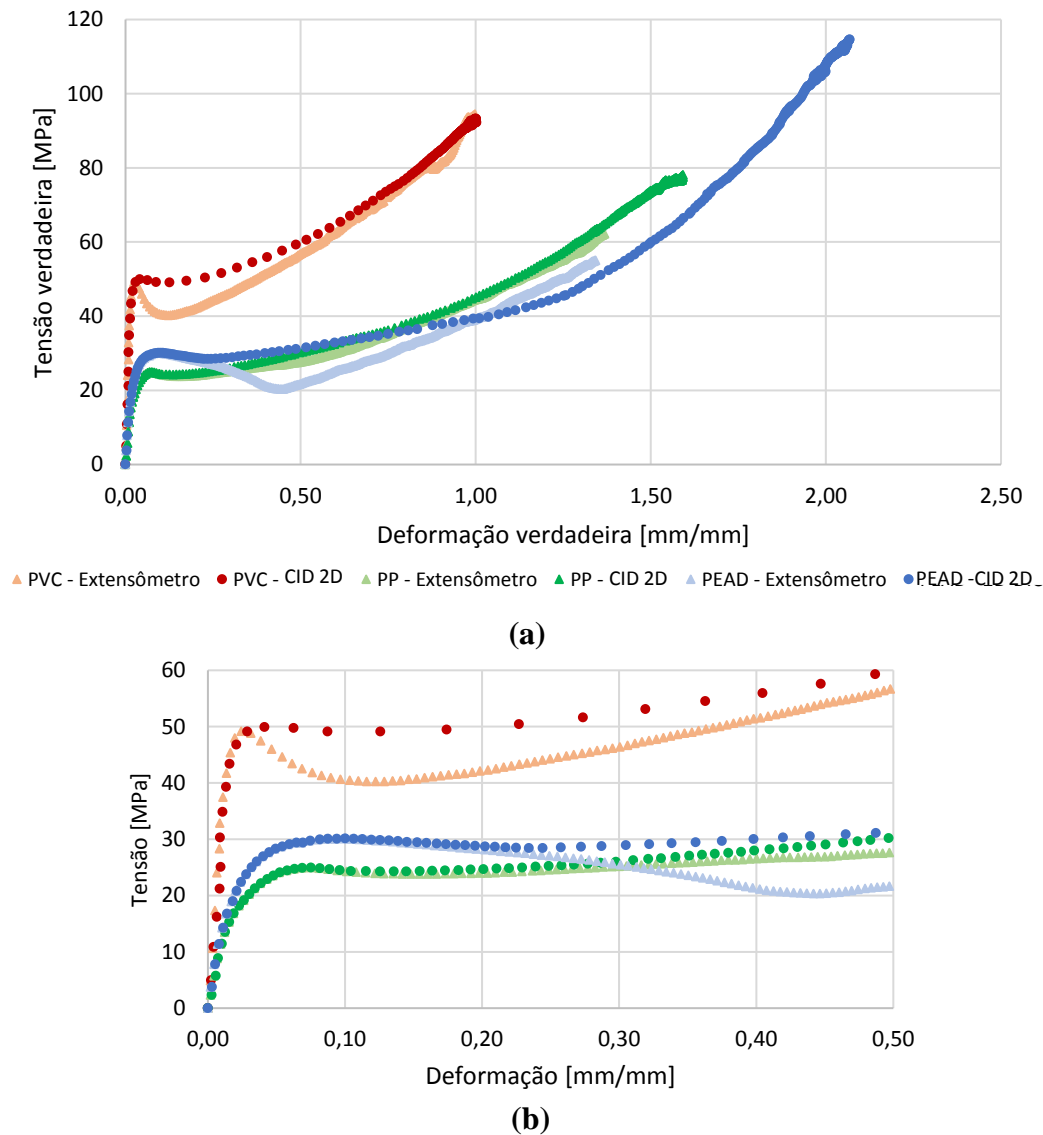 120
100
80
60
40
20
0
Tensão verdadeira [MPa]
0,00 0,50 1,00 1,50 2,00 2,50
Deformação verdadeira [mm/mm]
PVC - Extensômetro PVC - CID 2D PP - Extensômetro PP - CID 2D PEAD - Extensômetro PEAD -CID 2D
(a)
60
50
40
30
20
10
0
Tensão [MPa]
0,00 0,10 0,20 0,30 0,40 0,50
Deformação [mm/mm]
(b)